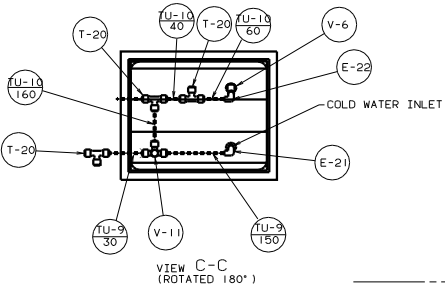 TU-10
40
T-20
TU-10
60
V-6
T-20
E-22
TU-10
160
COLD WATER INLET
T-20
E-21
TU-9
30
V-11
TU-9
150
VIEW C-C
(ROTATED 180°)